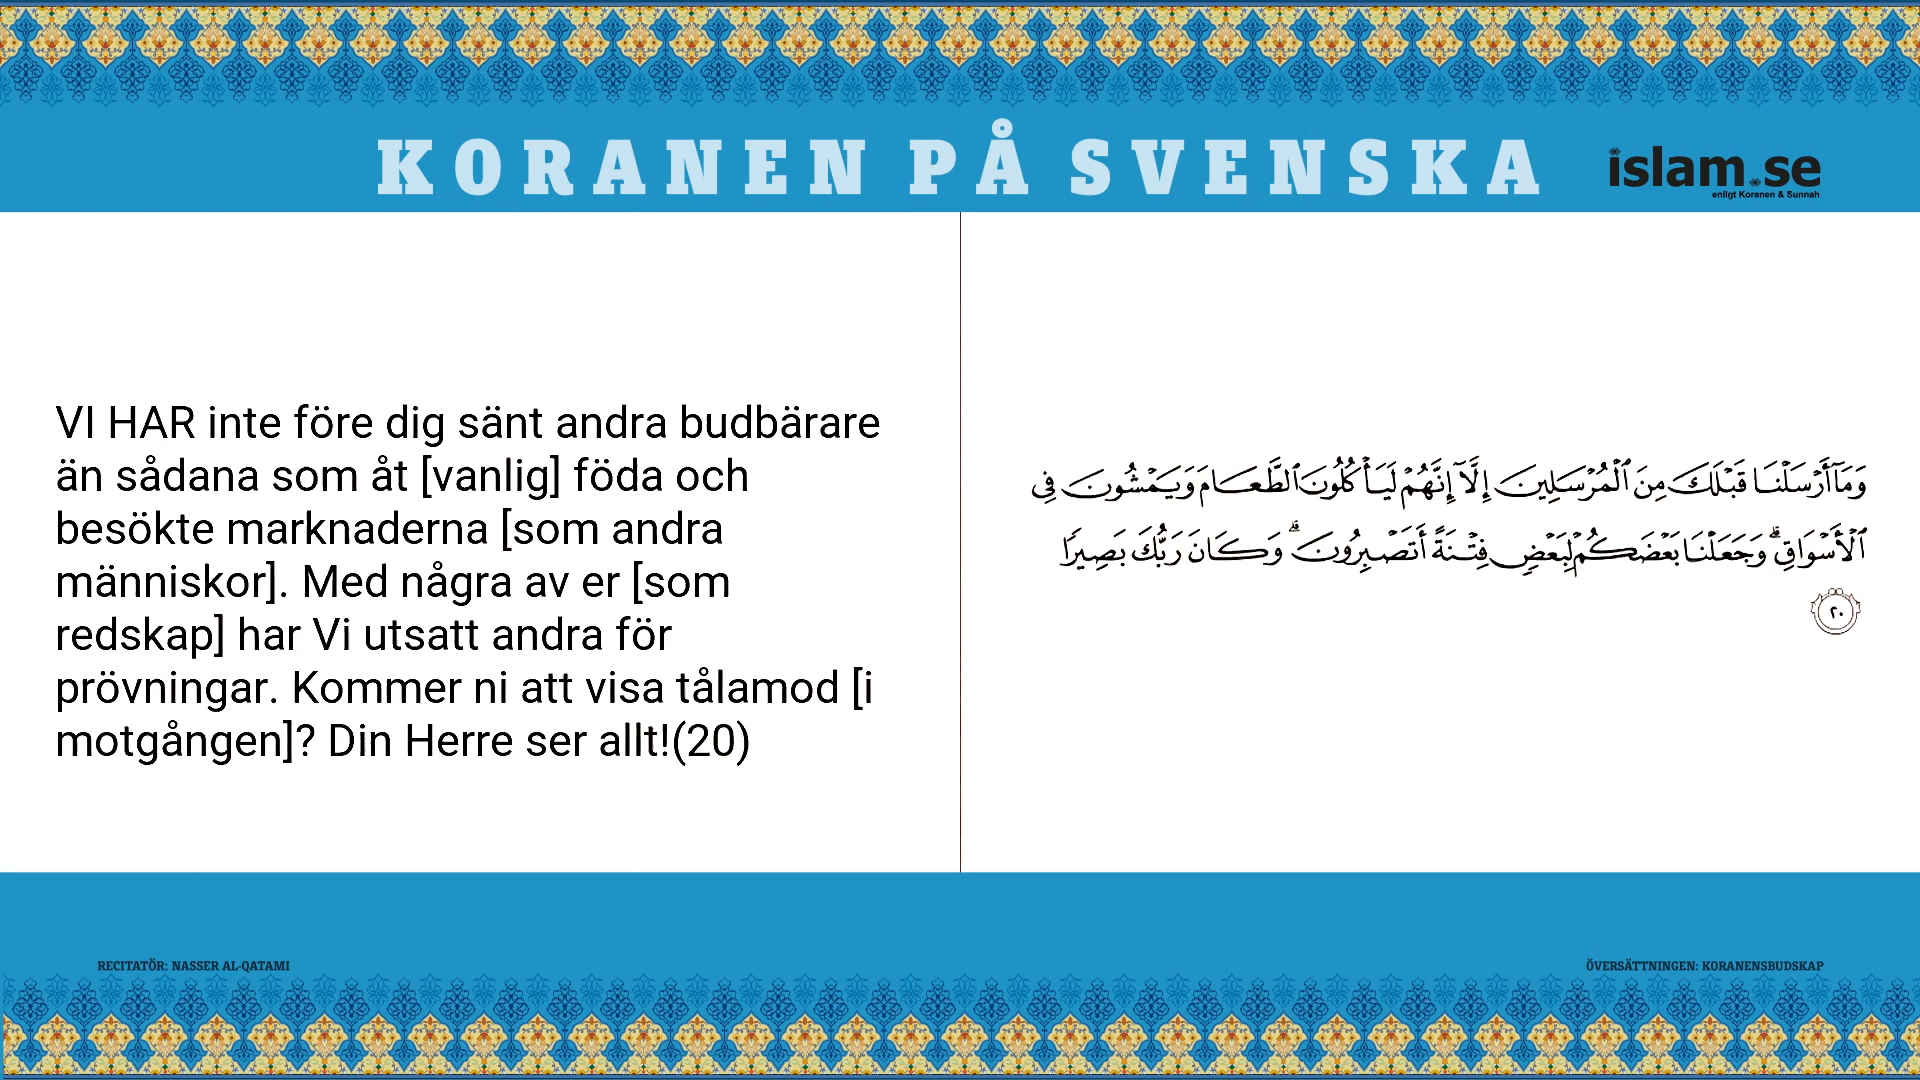 KORANEN PÅ SVENSKA
islam.se
enligt Koranen & Sunnah
VI HAR inte före dig sänt andra budbärare
än sådana som åt [vanlig] föda och
besökte marknaderna [som andra
människor]. Med några av er [som
redskap] har Vi utsatt andra för
prövningar. Kommer ni att visa tålamod [i
motgången]? Din Herre ser allt!(20)
وَمَآ أَرْسَلْنَا قَبْلَكَ مِنَ ٱلْمُرْسَلِينَ إِلَّآ إِنَّهُمْ لَيَأْكُلُونَ ٱلطَّعَامَ وَيَمْشُونَ فِى
ٱلْأَسْوَاقِ ۗ وَجَعَلْنَا بَعْضَكُمْ لِبَعْضٍ فِتْنَةً أَتَصْبِرُونَ ۗ وَكَانَ رَبُّكَ بَصِيرًا
٢٠
RECITATÖR: NASSER AL-QATAMI
ÖVERSÄTTNINGEN: KORANENSBUDSKAP